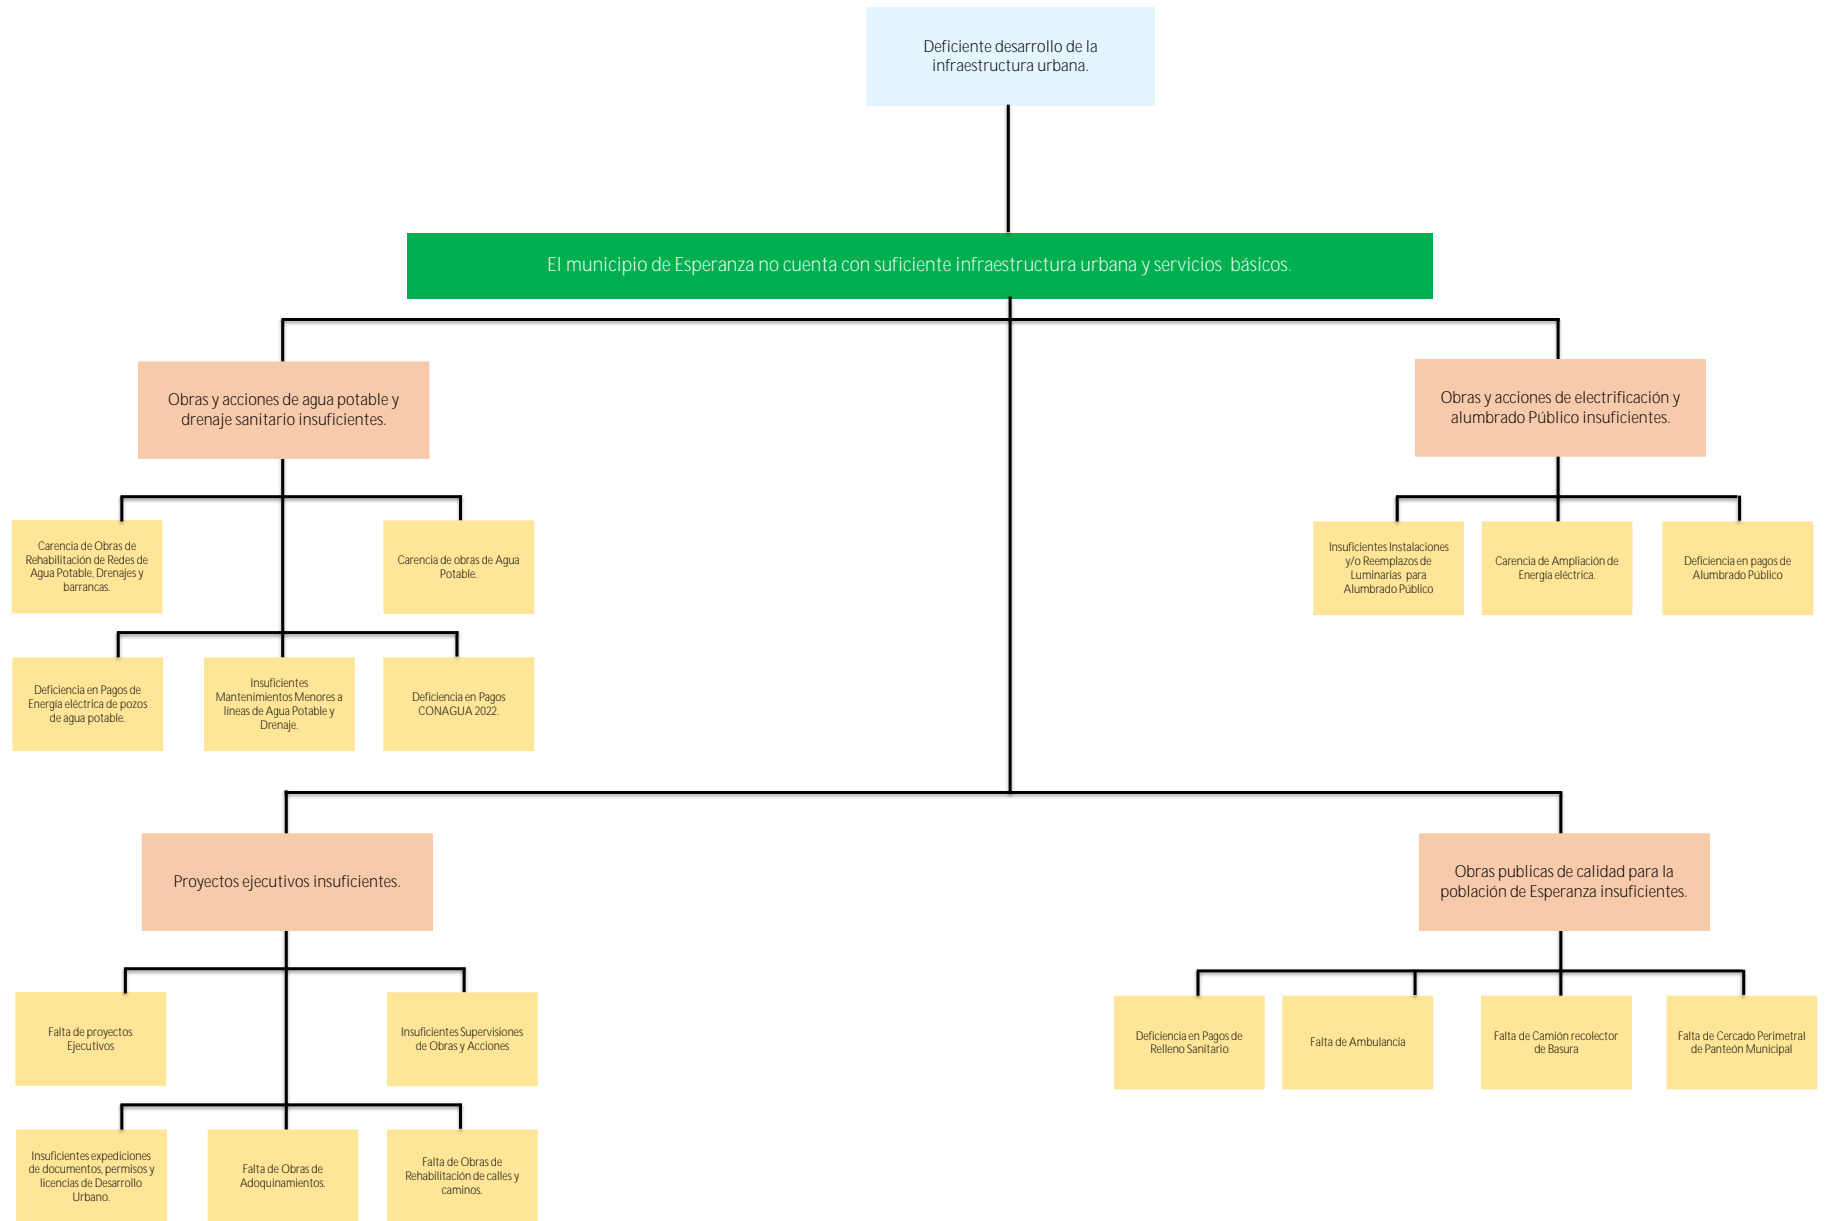 Deficiente desarrollo de la
infraestructura urbana.
El municipio de Esperanza no cuenta con suficiente infraestructura urbana y servicios básicos.
Obras y acciones de agua potable y
drenaje sanitario insuficientes.
Obras y acciones de electrificación y
alumbrado Público insuficientes.
Carencia de Obras de
Rehabilitación de Redes de
Agua Potable, Drenajes y
barrancas.
Carencia de obras de Agua
Potable.
Insuficientes Instalaciones
y/o Reemplazos de
Luminarias para
Alumbrado Público
Carencia de Ampliación de
Energía eléctrica.
Deficiencia en pagos de
Alumbrado Público
Deficiencia en Pagos de
Energía eléctrica de pozos
de agua potable.
Insuficientes
Mantenimientos Menores a
líneas de Agua Potable y
Drenaje.
Deficiencia en Pagos
CONAGUA 2022.
Proyectos ejecutivos insuficientes.
Obras publicas de calidad para la
población de Esperanza insuficientes.
Falta de proyectos
Ejecutivos
Insuficientes Supervisiones
de Obras y Acciones
Deficiencia en Pagos de
Relleno Sanitario
Falta de Ambulancia
Falta de Camión recolector
de Basura
Falta de Cercado Perimetral
de Panteón Municipal
Insuficientes expediciones
de documentos, permisos y
licencias de Desarrollo
Urbano.
Falta de Obras de
Adoquinamientos.
Falta de Obras de
Rehabilitación de calles y
caminos.